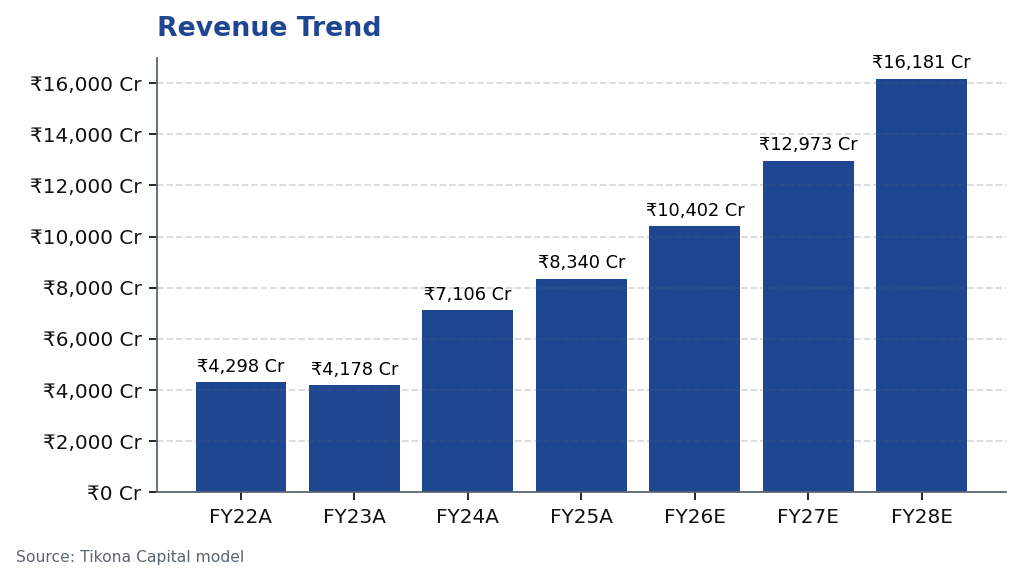 Revenue Trend
₹16,000 Cr
₹14,000 Cr
₹12,000 Cr
₹10,000 Cr
₹8,000 Cr
₹6,000 Cr
₹4,000 Cr
₹2,000 Cr
₹0 Cr
₹4,298 Cr
₹4,178 Cr
₹7,106 Cr
₹8,340 Cr
₹10,402 Cr
₹12,973 Cr
₹16,181 Cr
FY22A
FY23A
FY24A
FY25A
FY26E
FY27E
FY28E
Source: Tikona Capital model